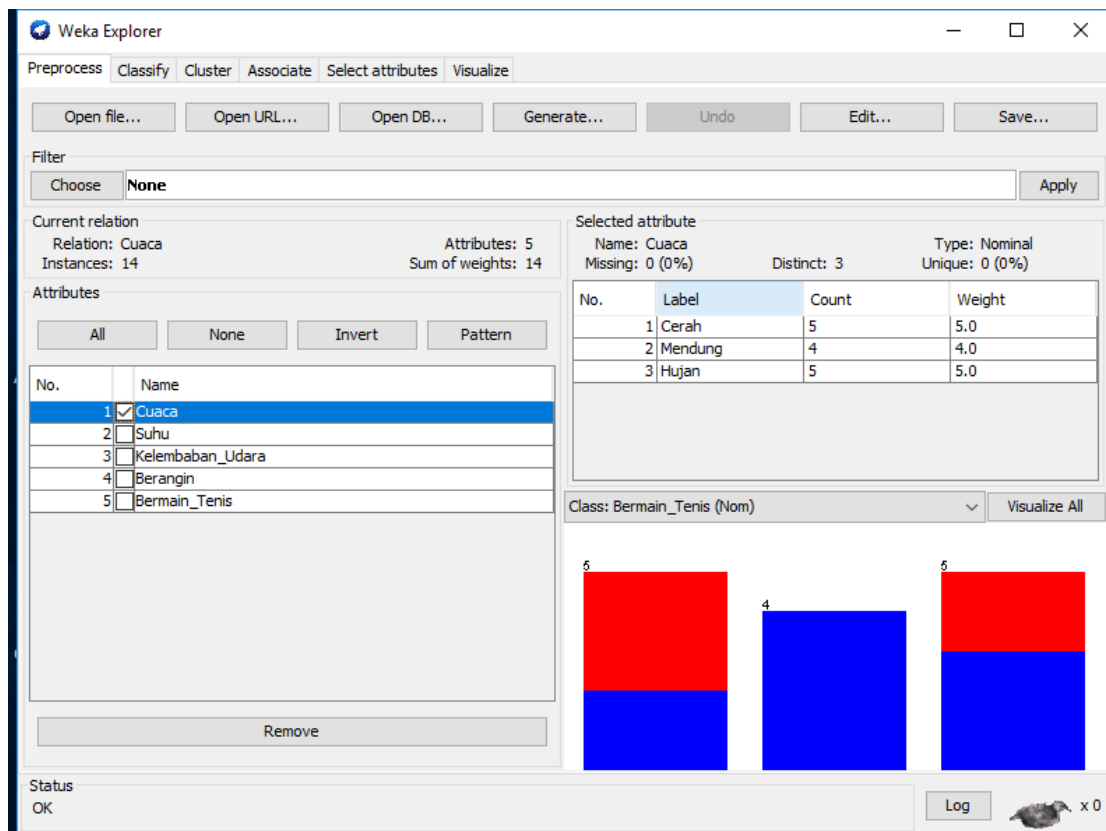 Weka Explorer
Preprocess Classify Cluster Associate Select attributes Visualize
Open file... Open URL... Open DB... Generate... Undo Edit... Save...
Filter
Choose None Apply
Current relation
Relation: Cuaca Attributes: 5
Instances: 14 Sum of weights: 14
Attributes
All None Invert Pattern
No. Name
1 Cuaca
2 Suhu
3 Kelembaban_Udara
4 Berangin
5 Bermain_Tenis
Remove
Selected attribute
Name: Cuaca Type: Nominal
Missing: 0 (0%) Distinct: 3 Unique: 0 (0%)
No. Label Count Weight
1 Cerah 5 5.0
2 Mendung 4 4.0
3 Hujan 5 5.0
Class: Bermain_Tenis (Nom) Visualize All
5 4 5
Status
OK Log x 0